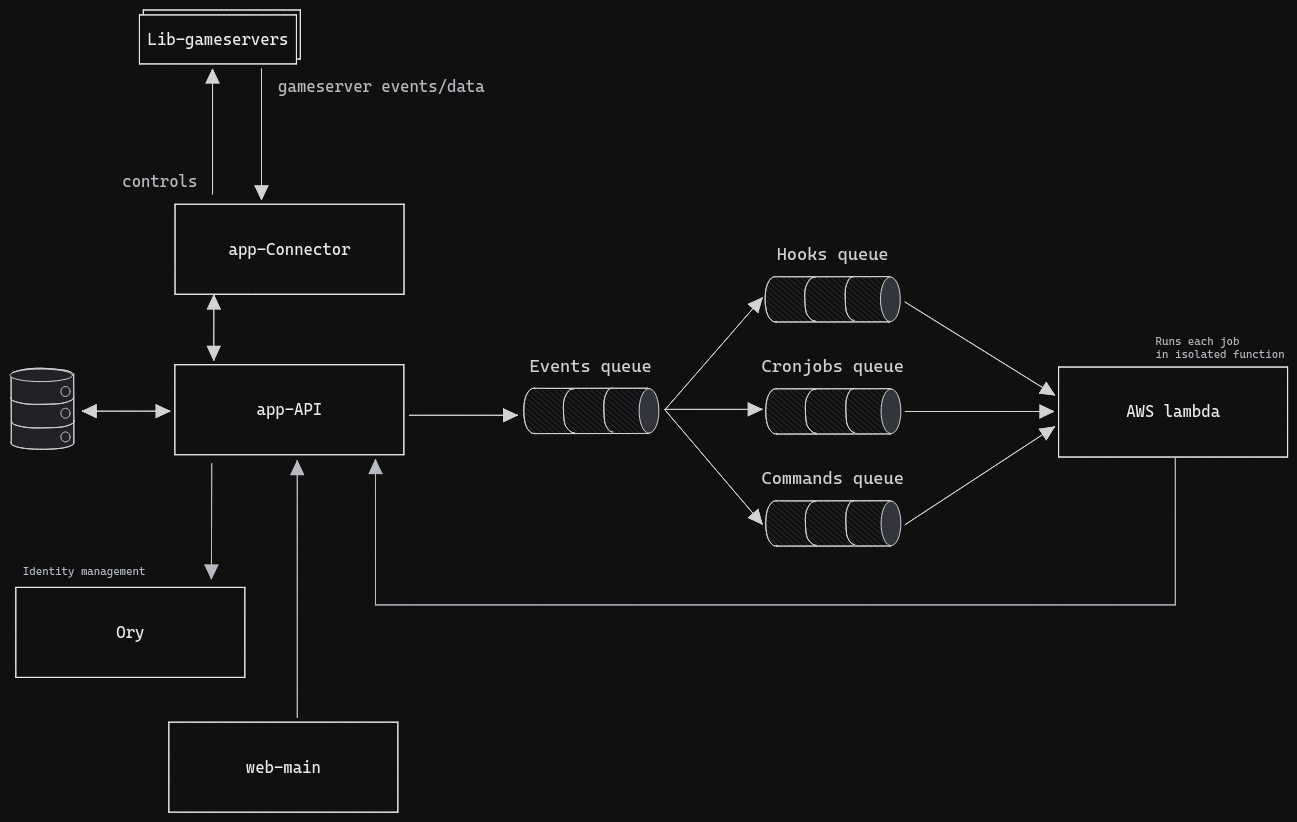 Lib-gameservers
gameserver events/data
controls
app-Connector
Hooks queue
Runs each job
in isolated function
Events queue
Cronjobs queue
app-API
AWS lambda
Commands queue
Identity management
Ory
web-main